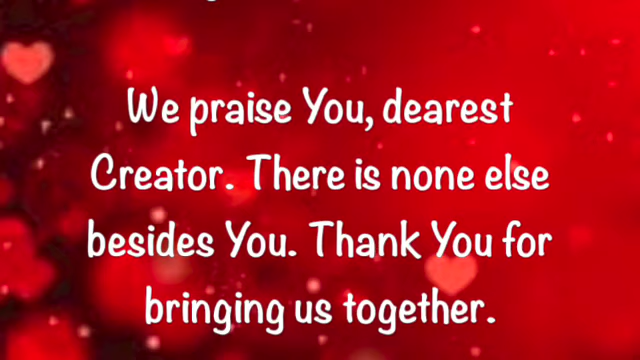 We praise You, dearest
Creator. There is none else
besides You. Thank You for
bringing us together.